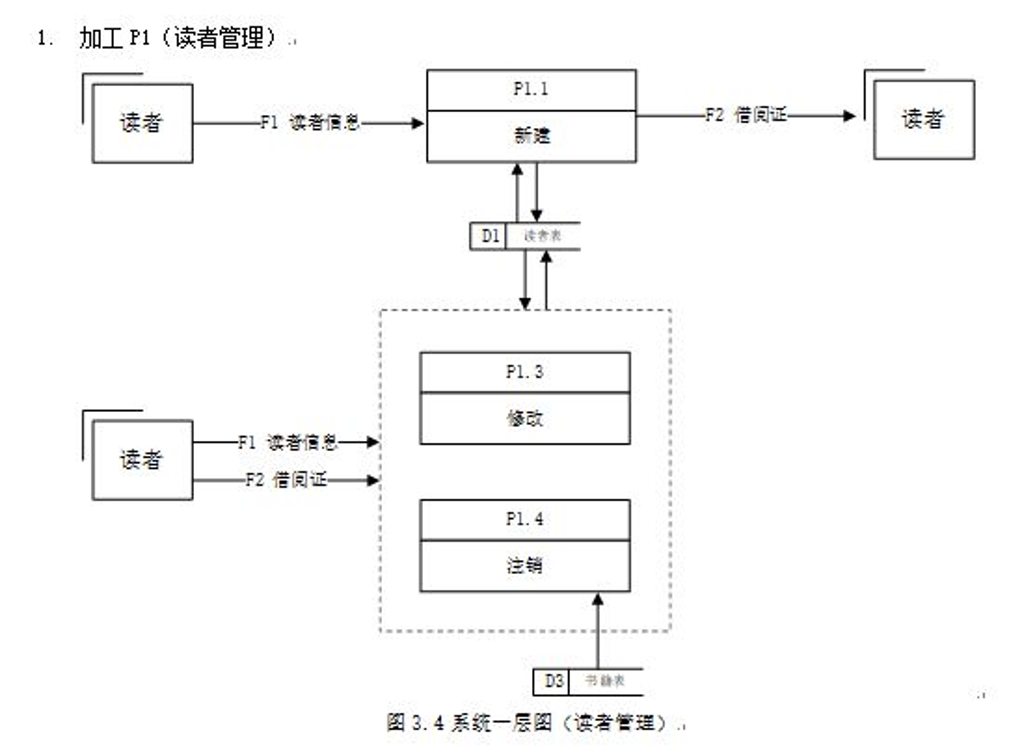 1. 加工 P1（读者管理）
读者
F1 读者信息
P1.1
新建
F2 借阅证
读者
D1 读者表
P1.3
修改
读者
F1 读者信息
F2 借阅证
P1.4
注销
D3 书籍表
图 3.4 系统一层图（读者管理）